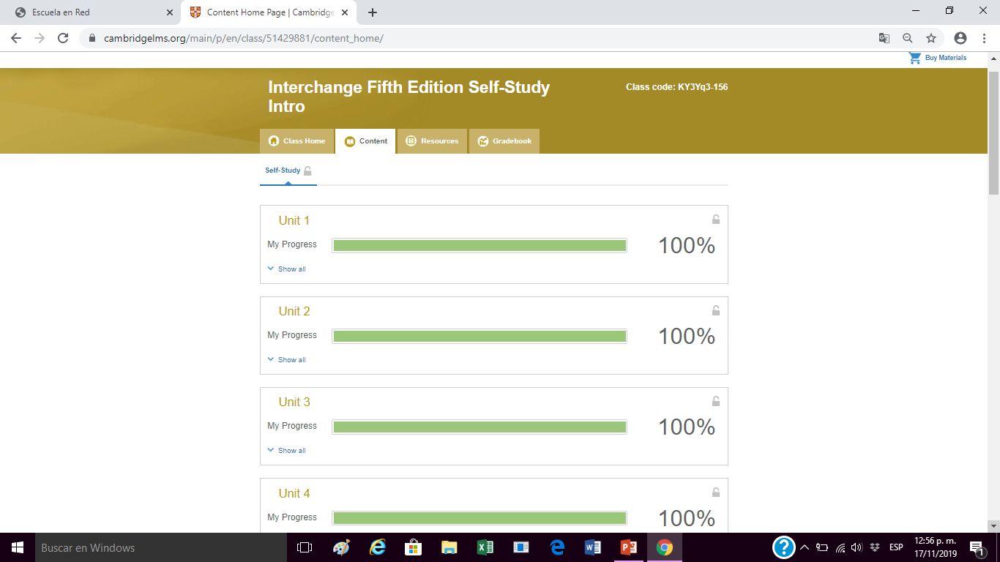 Escuela en Red
Content Home Page | Cambridge
cambridgelms.org/main/p/en/class/51429881/content_home/
Buy Materials
Interchange Fifth Edition Self-Study
Intro
Class code: KY3Yq3-156
Class Home
Content
Resources
Gradebook
Self-Study
Unit 1
My Progress
100%
Show all
Unit 2
My Progress
100%
Show all
Unit 3
My Progress
100%
Show all
Unit 4
My Progress
100%
Buscar en Windows
ESP
12:56 p. m.
17/11/2019
1